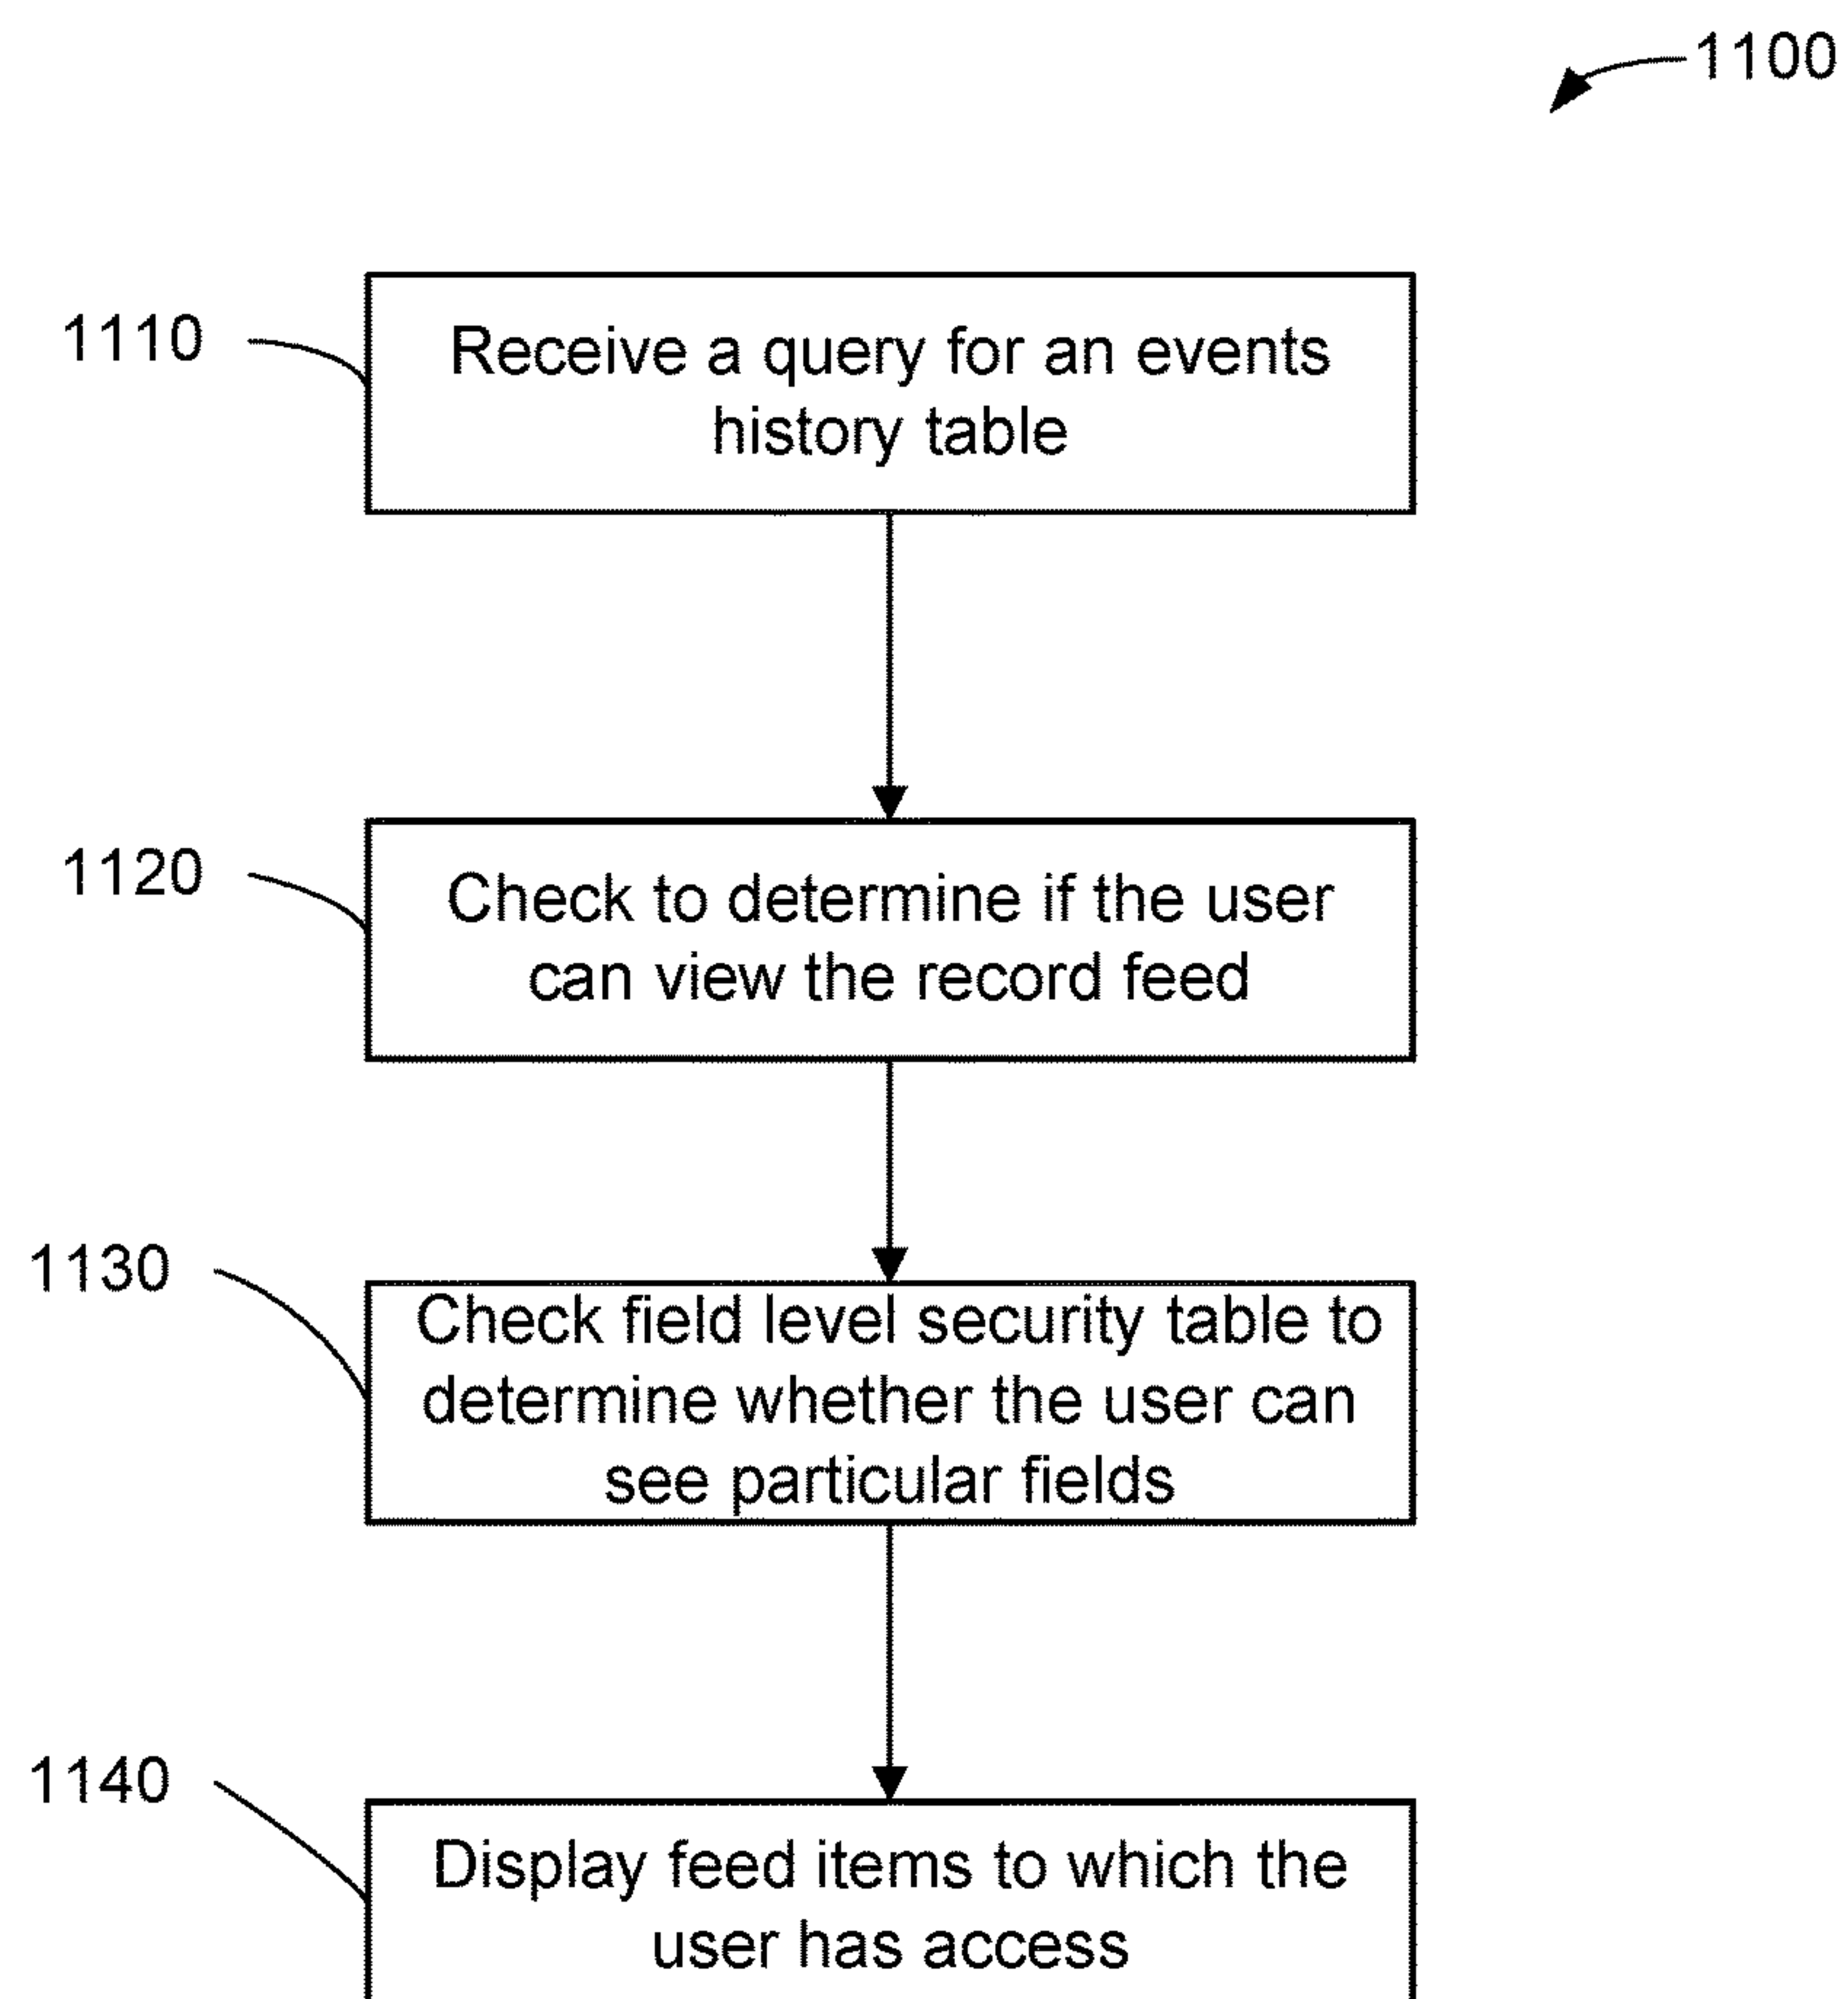 1100
1110
Receive a query for an events
history table
1120
Check to determine if the user
can view the record feed
1130
Check field level security table to
determine whether the user can
see particular fields
1140
Display feed items to which the
user has access